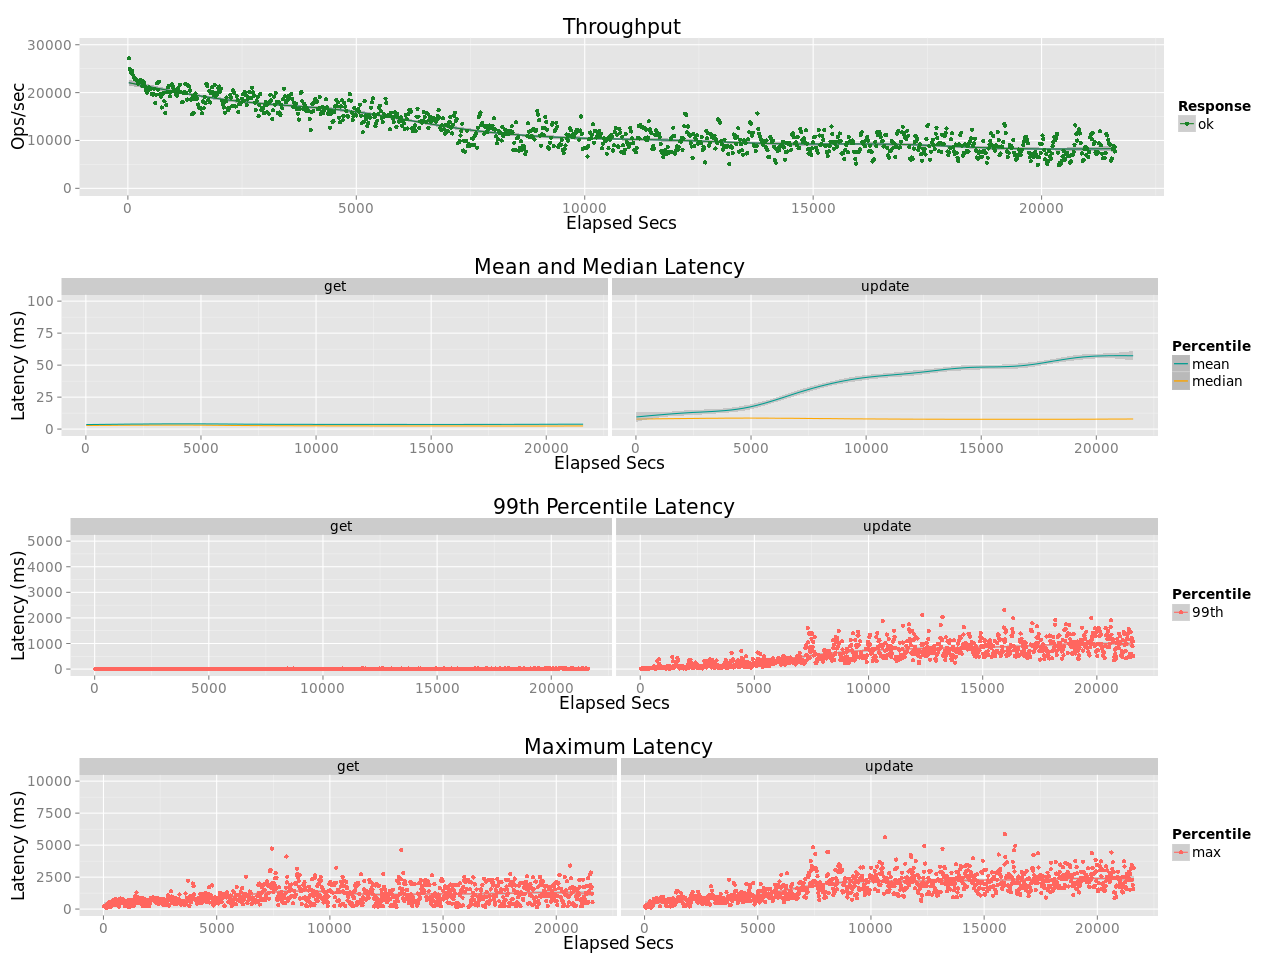 Throughput
30000
20000
10000
0
Ops/sec
0 5000 10000 15000 20000
Elapsed Secs
Response
ok
Mean and Median Latency
get update
100
75
50
25
0
Latency (ms)
0 5000 10000 15000 20000 0 5000 10000 15000 20000
Elapsed Secs
Percentile
mean
median
99th Percentile Latency
get update
5000
4000
3000
2000
1000
0
Latency (ms)
0 5000 10000 15000 20000 0 5000 10000 15000 20000
Elapsed Secs
Percentile
99th
Maximum Latency
get update
10000
7500
5000
2500
0
Latency (ms)
0 5000 10000 15000 20000 0 5000 10000 15000 20000
Elapsed Secs
Percentile
max